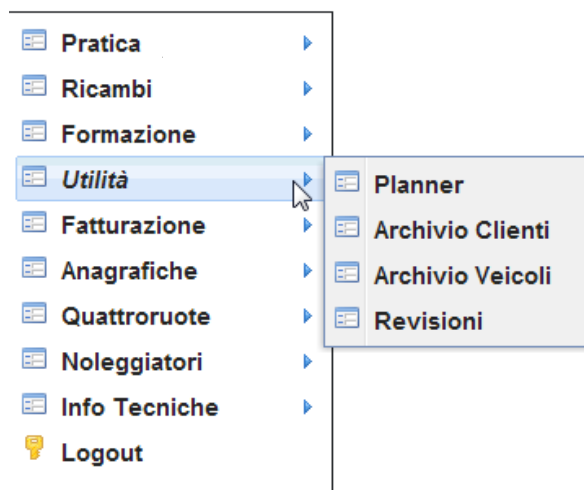 Pratica
Ricambi
Formazione
Utilità
Fatturazione
Anagrafiche
Quattroruote
Noleggiatori
Info Tecniche
Logout
Planner
Archivio Clienti
Archivio Veicoli
Revisioni